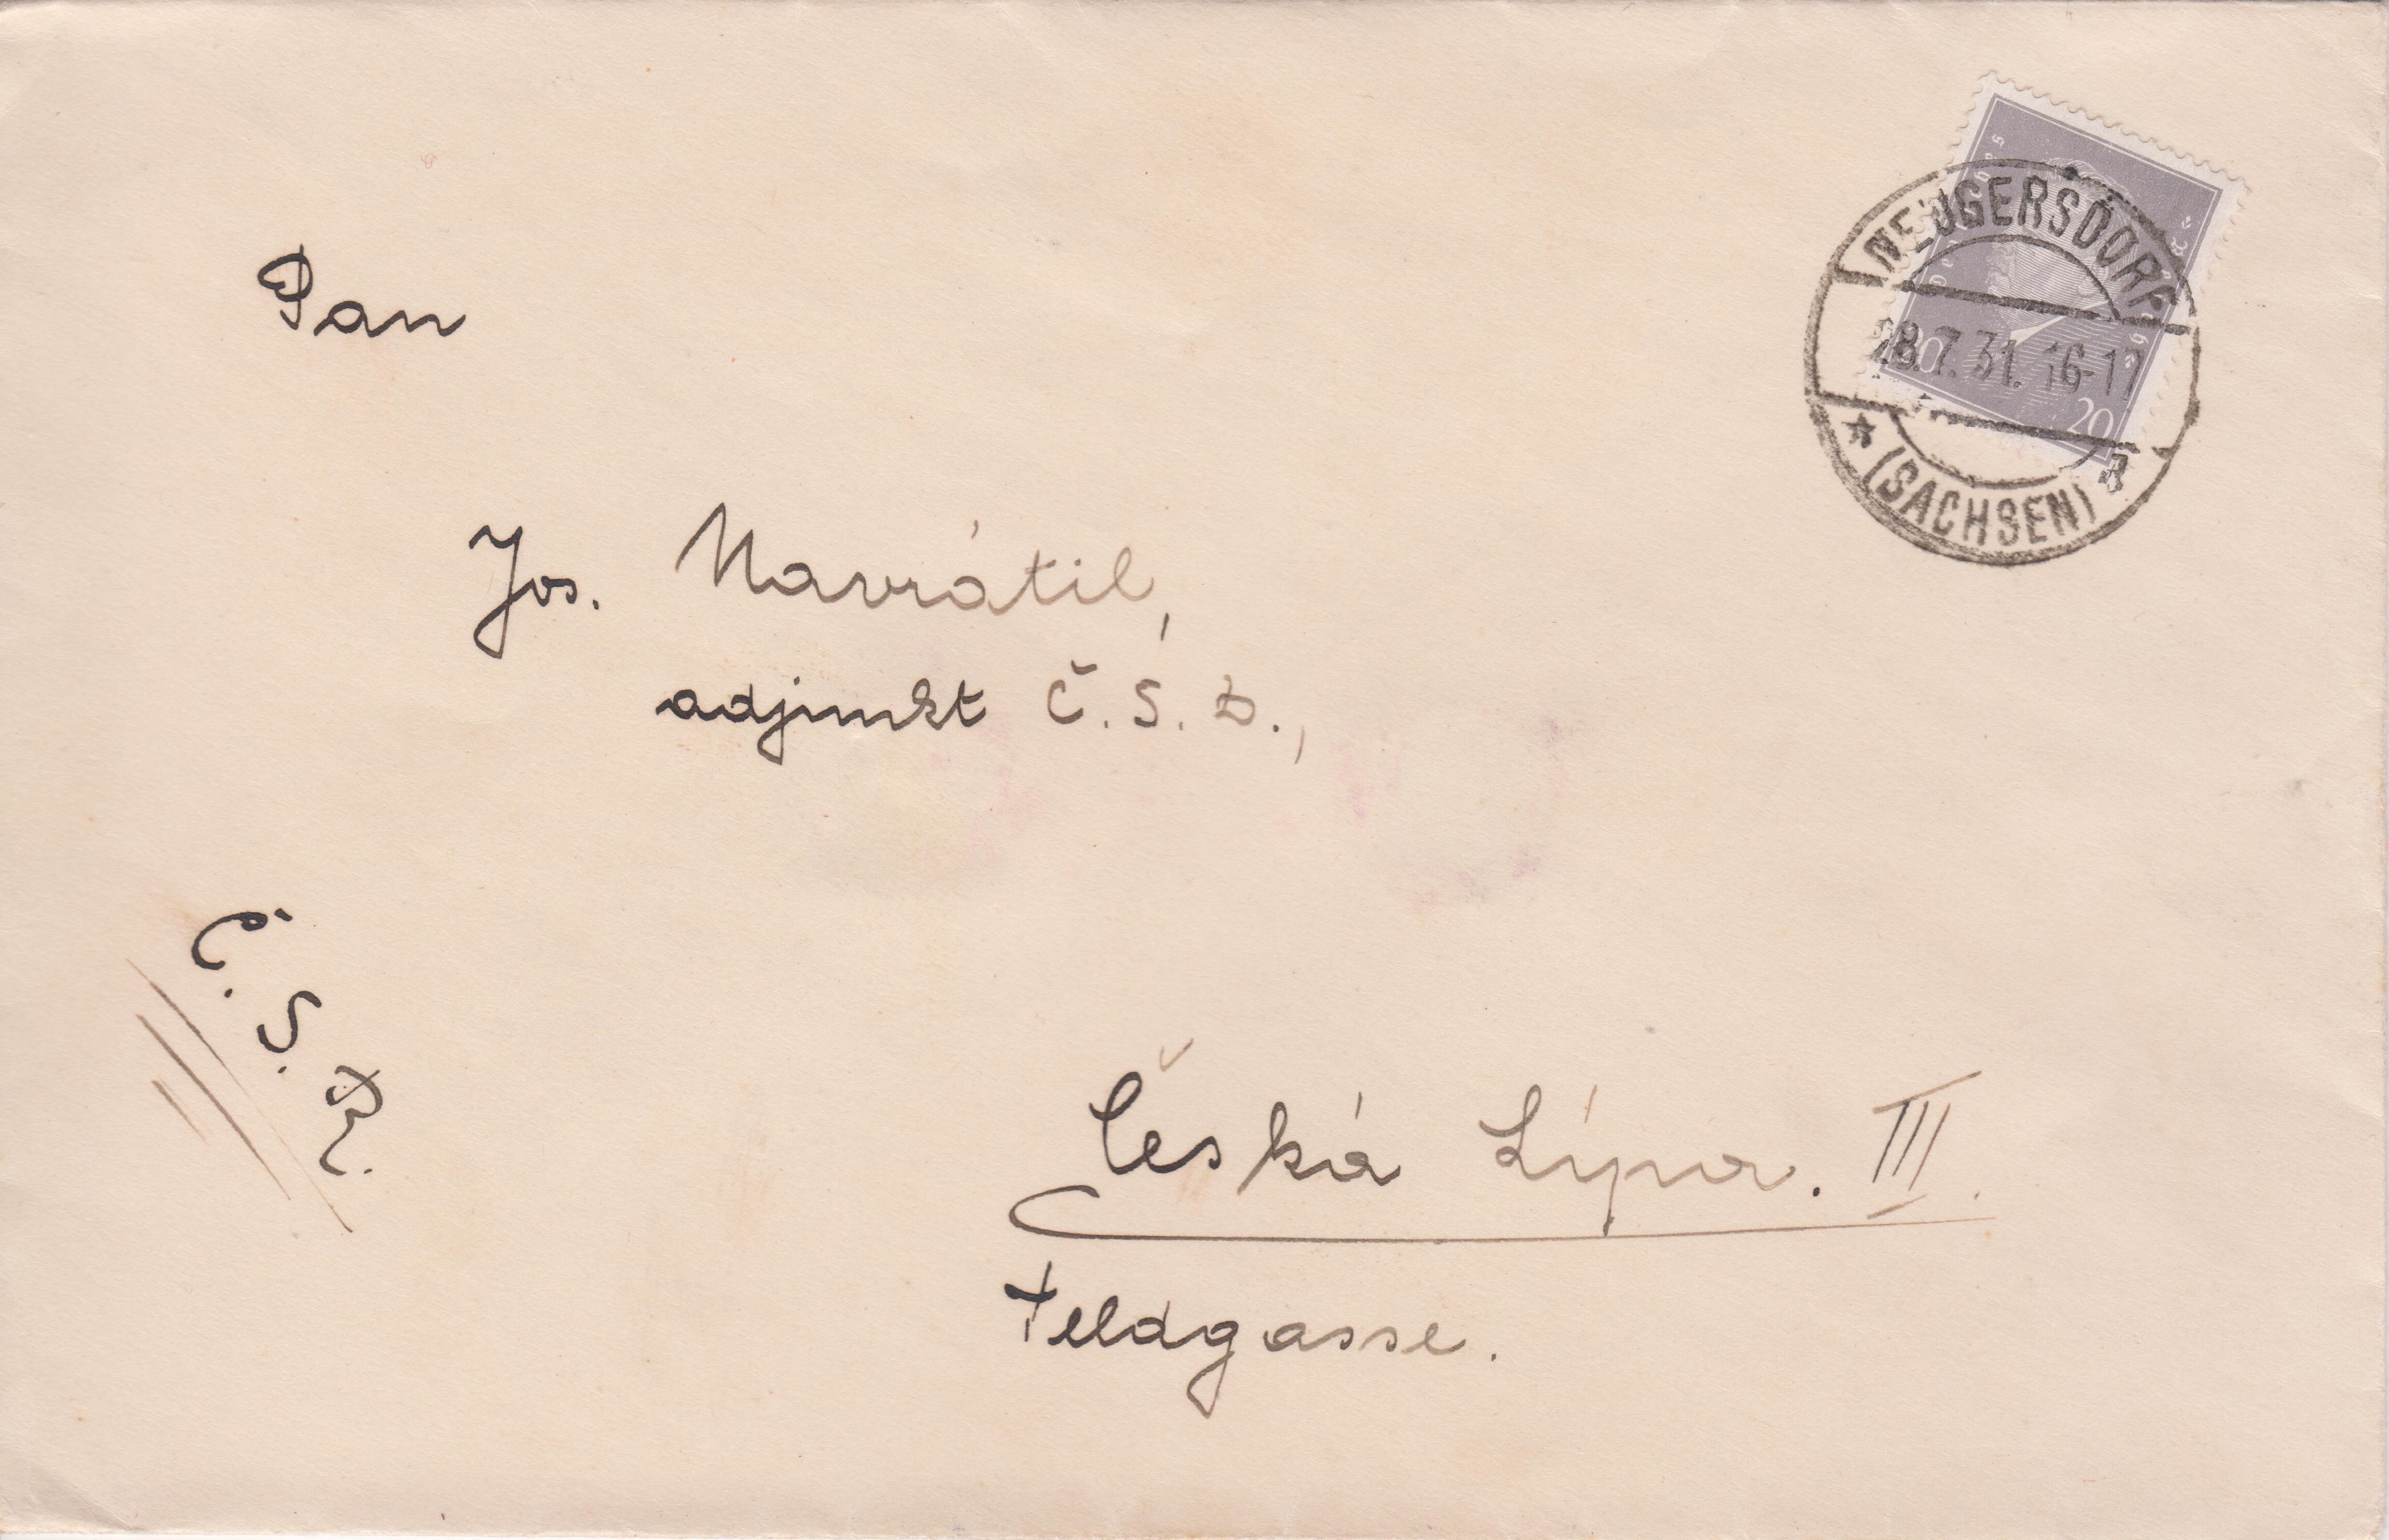 Pan
Jos. Navrátil,
adjunkt Č.S.D.,
Č.S.R.
Česká Lípa. III.
Feldgasse.
NEUGERSDORF
28.7.31. 16-17
* (SACHSEN)
20